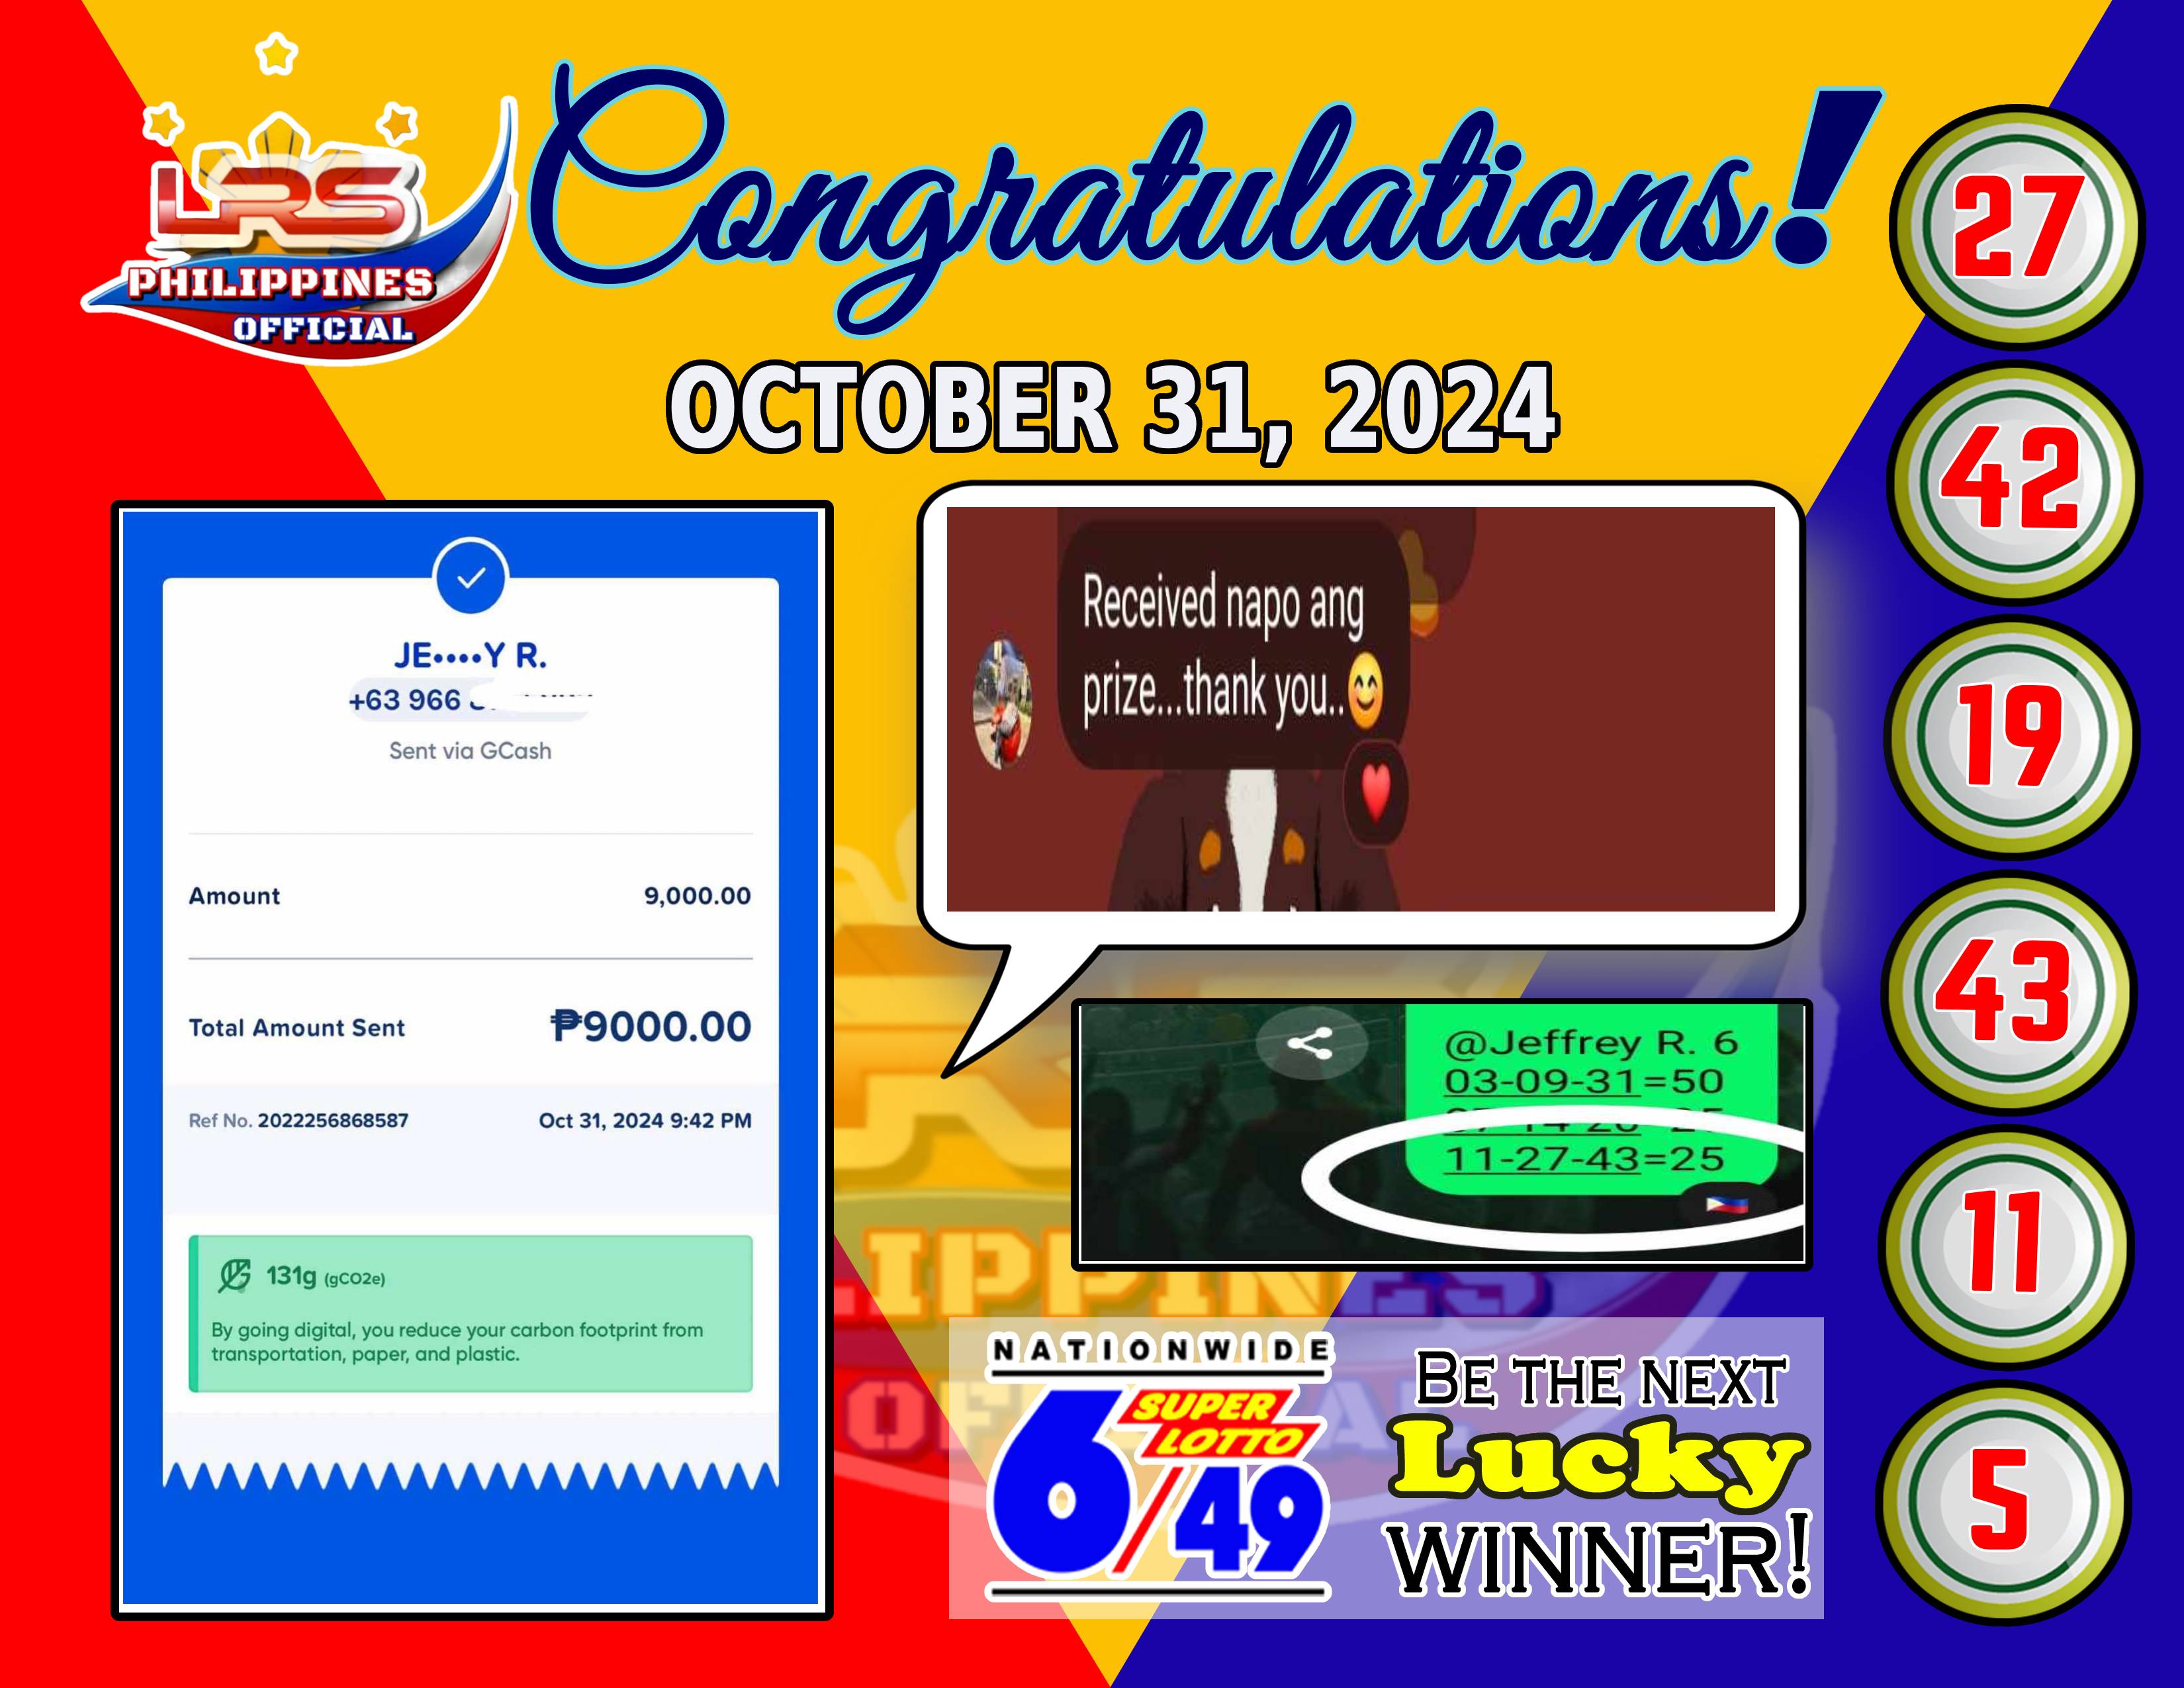 LRS
PHILIPPINES
OFFICIAL
Congratulations!
OCTOBER 31, 2024
JE••••Y R.
+63 966
Sent via GCash
Amount 9,000.00
Total Amount Sent ₱9000.00
Ref No. 2022256868587 Oct 31, 2024 9:42 PM
131g (gCO2e)
By going digital, you reduce your carbon footprint from
transportation, paper, and plastic.
Received napo ang
prize...thank you..😊
@Jeffrey R. 6
03-09-31=50
11-27-43=25
NATIONWIDE
SUPER
LOTTO
6/49
BE THE NEXT
Lucky
WINNER!
27
42
19
43
11
5